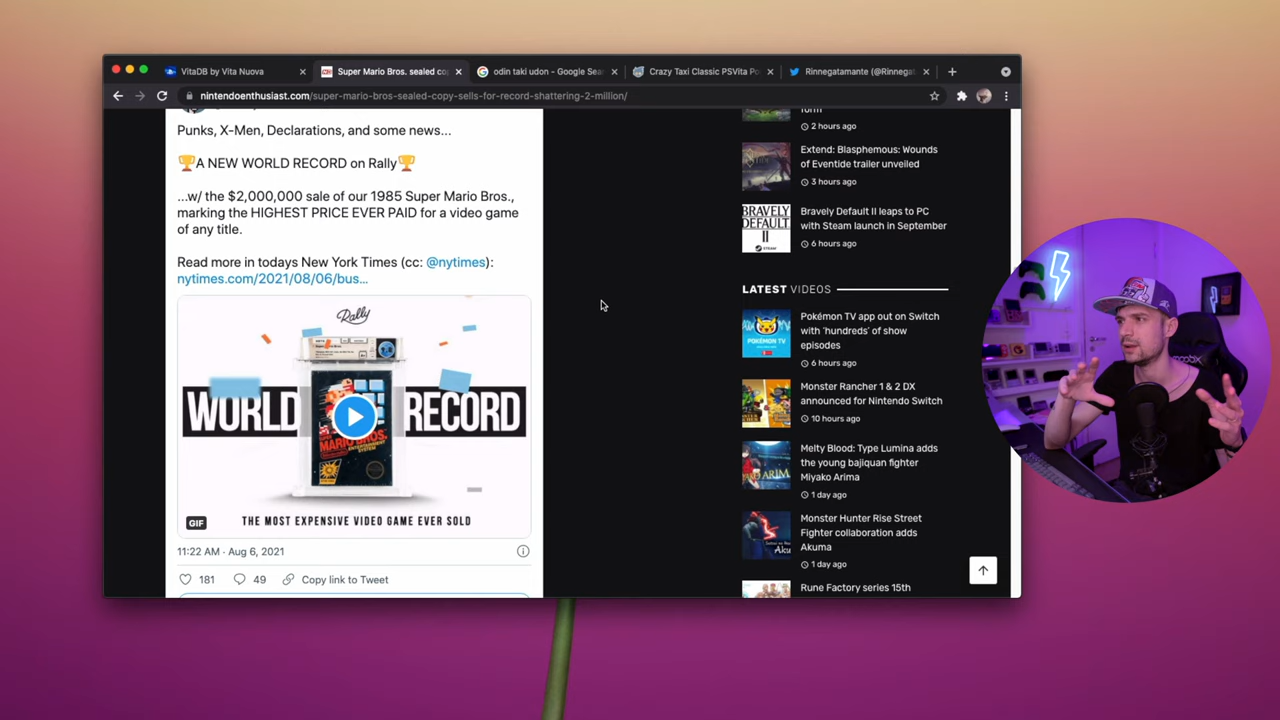 VitaDB by Vita Nuova
Super Mario Bros. sealed co
odin taki udon - Google Sea
Crazy Taxi Classic PSVita Po
Rinnegatamante (@Rinnegat
nintendoenthusiast.com/super-mario-bros-sealed-copy-sells-for-record-shattering-2-million/
Punks, X-Men, Declarations, and some news...
🏆A NEW WORLD RECORD on Rally🏆
...w/ the $2,000,000 sale of our 1985 Super Mario Bros.,
marking the HIGHEST PRICE EVER PAID for a video game
of any title.
Read more in todays New York Times (cc: @nytimes):
nytimes.com/2021/08/06/bus...
Rally
WORLD RECORD
MARIO BROS.
THE MOST EXPENSIVE VIDEO GAME EVER SOLD
GIF
11:22 AM · Aug 6, 2021
181
49
Copy link to Tweet
form
2 hours ago
Extend: Blasphemous: Wounds
of Eventide trailer unveiled
3 hours ago
BRAVELY
DEFAULT
II
STEAM
Bravely Default II leaps to PC
with Steam launch in September
6 hours ago
LATEST VIDEOS
POKÉMON TV
Pokémon TV app out on Switch
with ‘hundreds’ of show
episodes
6 hours ago
Monster Rancher 1 & 2 DX
announced for Nintendo Switch
10 hours ago
Melty Blood: Type Lumina adds
the young bajiquan fighter
Miyako Arima
1 day ago
Monster Hunter Rise Street
Fighter collaboration adds
Akuma
1 day ago
Rune Factory series 15th